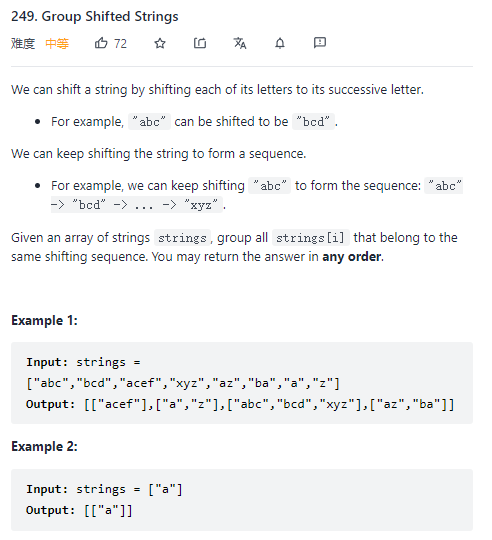 249. Group Shifted Strings
难度 中等 72
We can shift a string by shifting each of its letters to its successive letter.
• For example, "abc" can be shifted to be "bcd".
We can keep shifting the string to form a sequence.
• For example, we can keep shifting "abc" to form the sequence: "abc"
-> "bcd" -> ... -> "xyz".
Given an array of strings strings, group all strings[i] that belong to the
same shifting sequence. You may return the answer in any order.
Example 1:
Input: strings =
["abc","bcd","acef","xyz","az","ba","a","z"]
Output: [["acef"],["a","z"],["abc","bcd","xyz"],["az","ba"]]
Example 2:
Input: strings = ["a"]
Output: [["a"]]